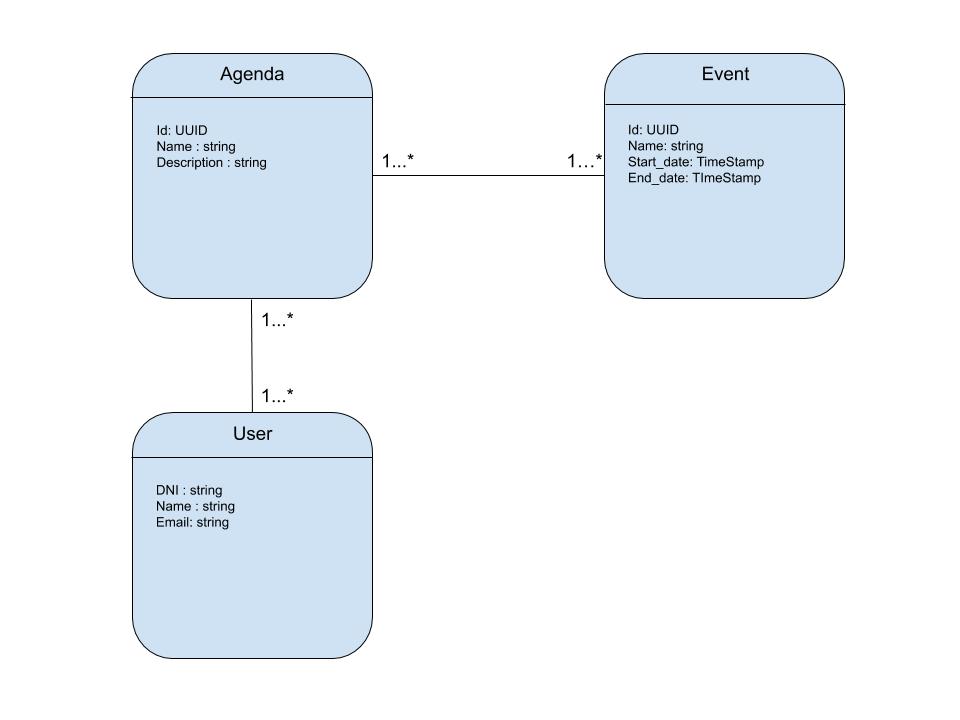 Agenda
Id: UUID
Name : string
Description : string
1...*
1…*
Event
Id: UUID
Name: string
Start_date: TimeStamp
End_date: TImeStamp
1...*
1...*
User
DNI : string
Name : string
Email: string